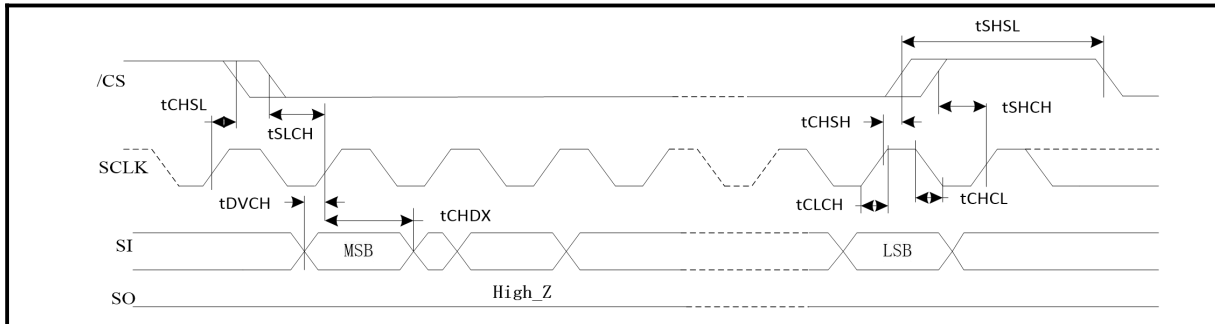 tSHSL
/CS
tCHSL
tSLCH
tCHSH
tSHCH
SCLK
tDVCH
tCHDX
tCLCH
tCHCL
SI
MSB
LSB
High_Z
SO